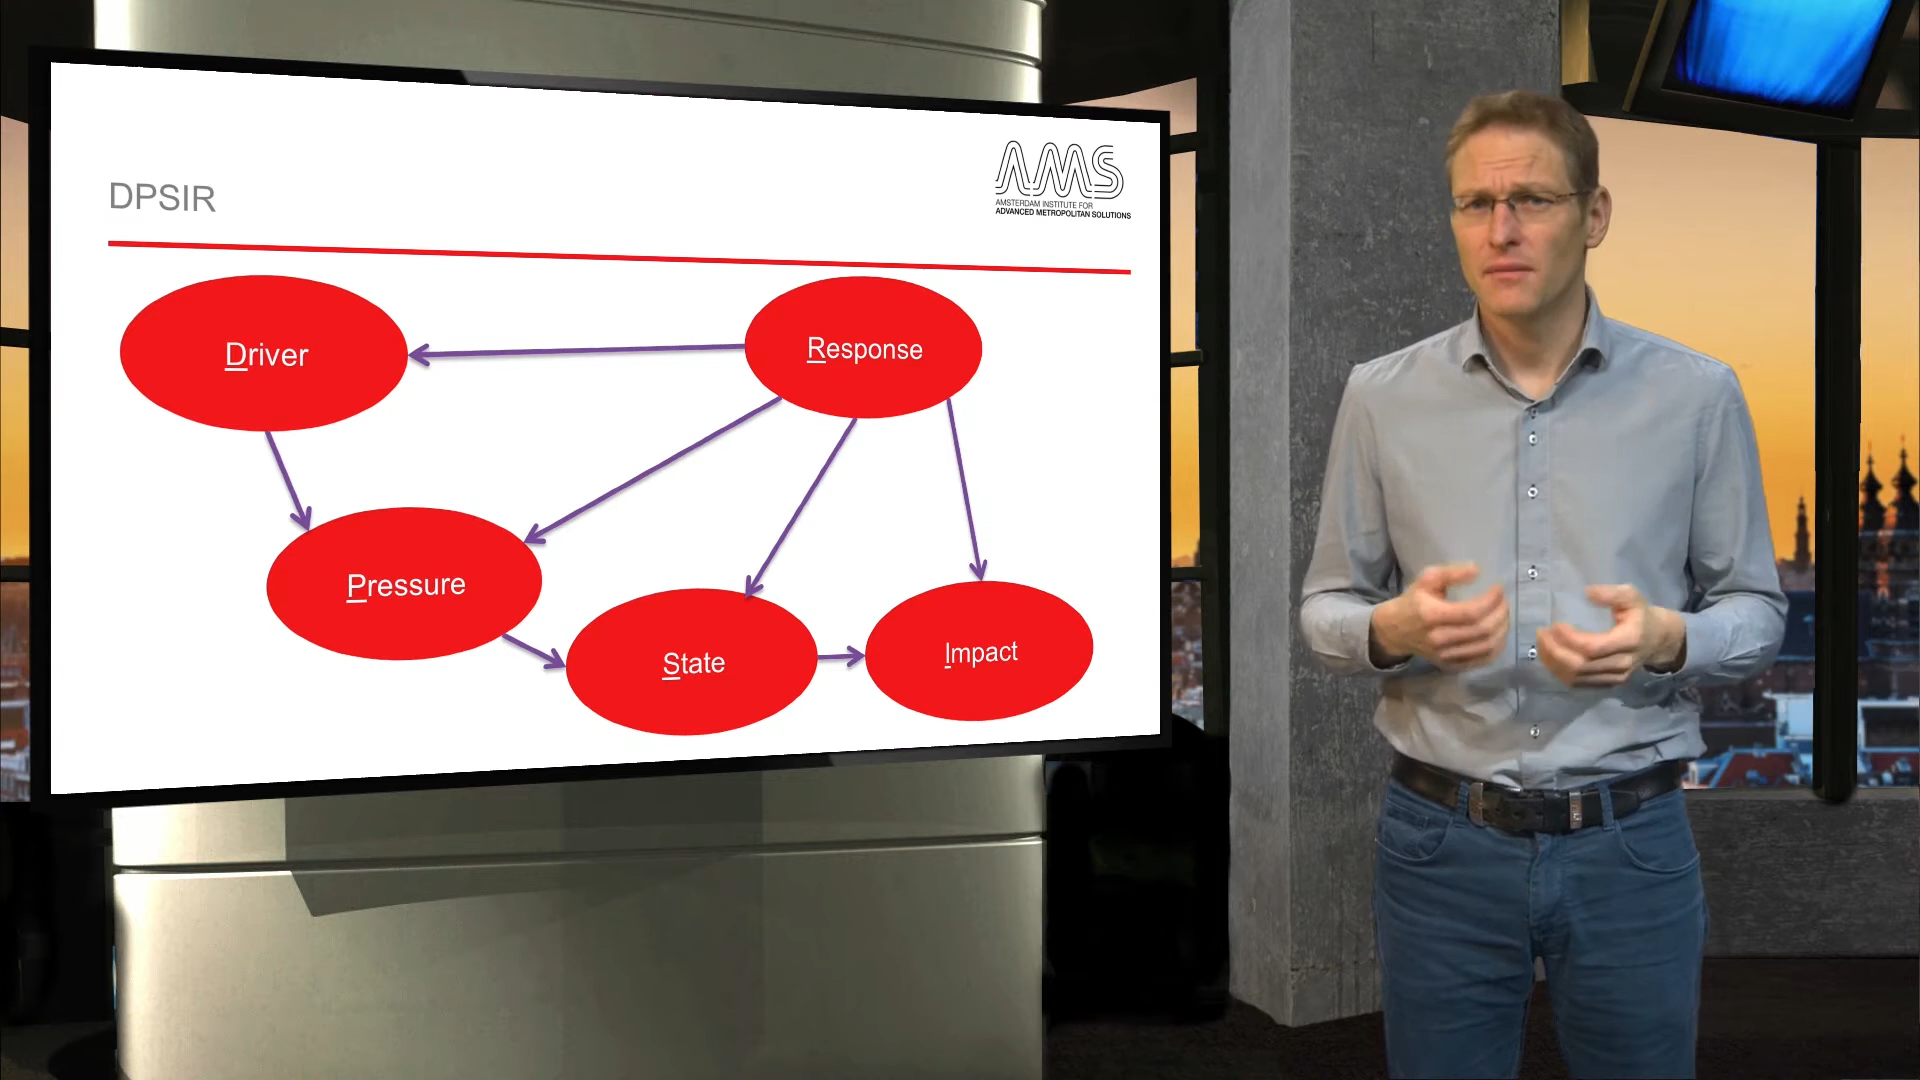 DPSIR
AMS
AMSTERDAM INSTITUTE FOR
ADVANCED METROPOLITAN SOLUTIONS
Driver
Response
Pressure
State
Impact